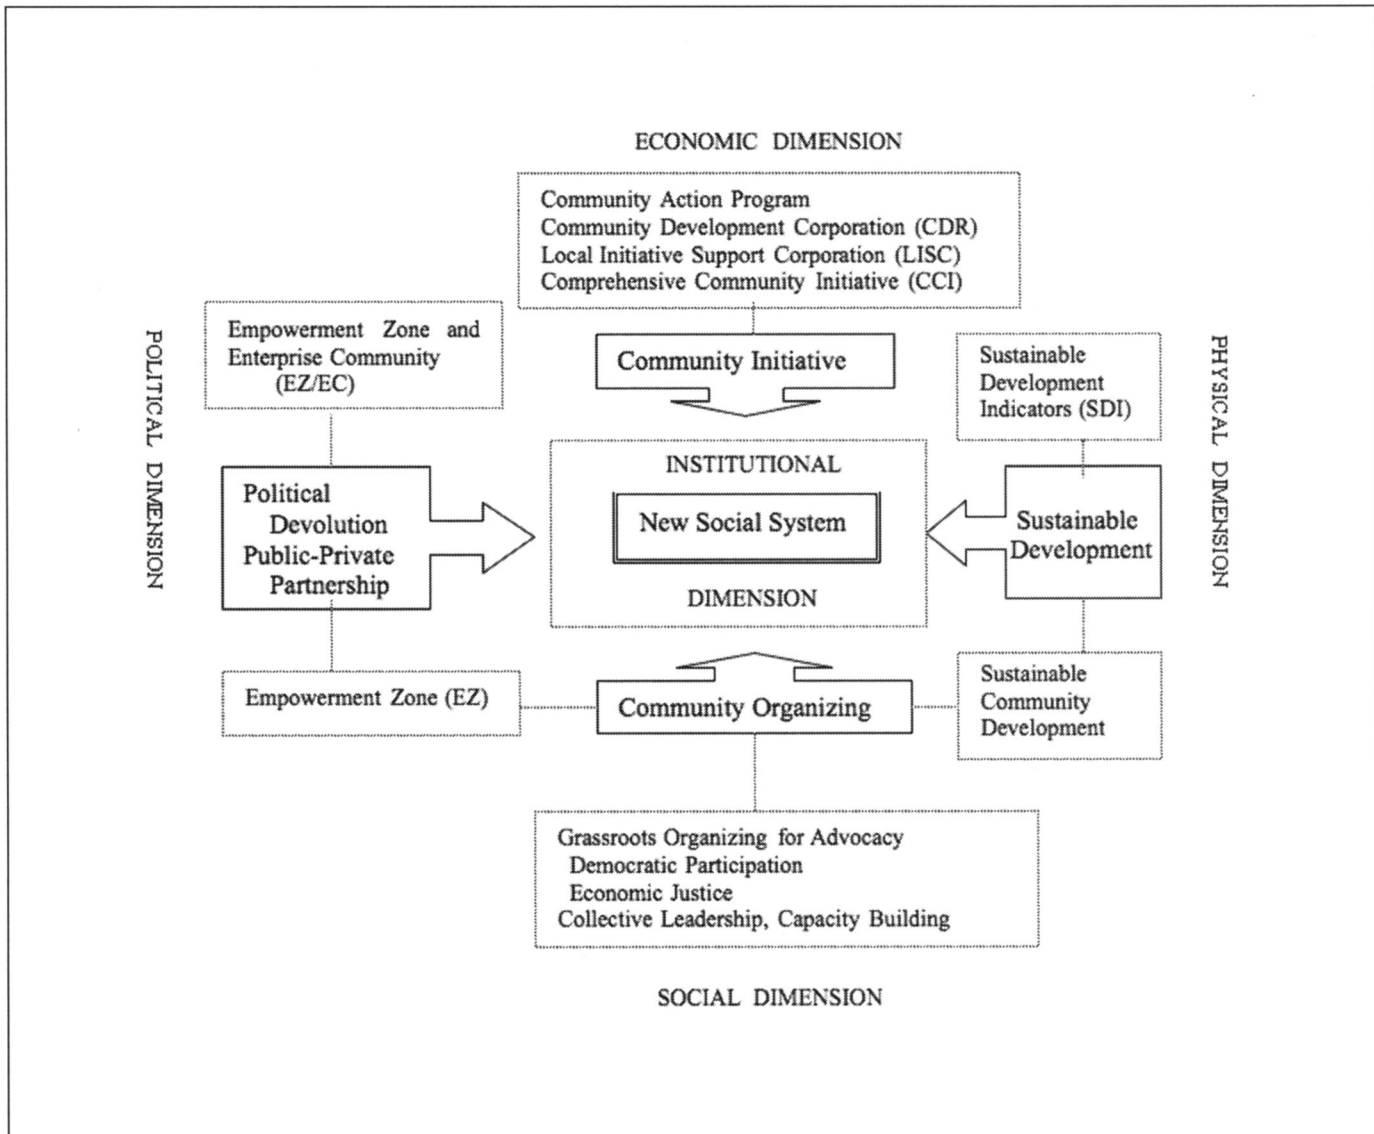 ECONOMIC DIMENSION
Community Action Program
Community Development Corporation (CDR)
Local Initiative Support Corporation (LISC)
Comprehensive Community Initiative (CCI)
POLITICAL DIMENSION
Empowerment Zone and
Enterprise Community
(EZ/EC)
Community Initiative
Sustainable
Development
Indicators (SDI)
PHYSICAL DIMENSION
Political
Devolution
Public-Private
Partnership
INSTITUTIONAL
New Social System
DIMENSION
Sustainable
Development
Empowerment Zone (EZ)
Community Organizing
Sustainable
Community
Development
Grassroots Organizing for Advocacy
Democratic Participation
Economic Justice
Collective Leadership, Capacity Building
SOCIAL DIMENSION